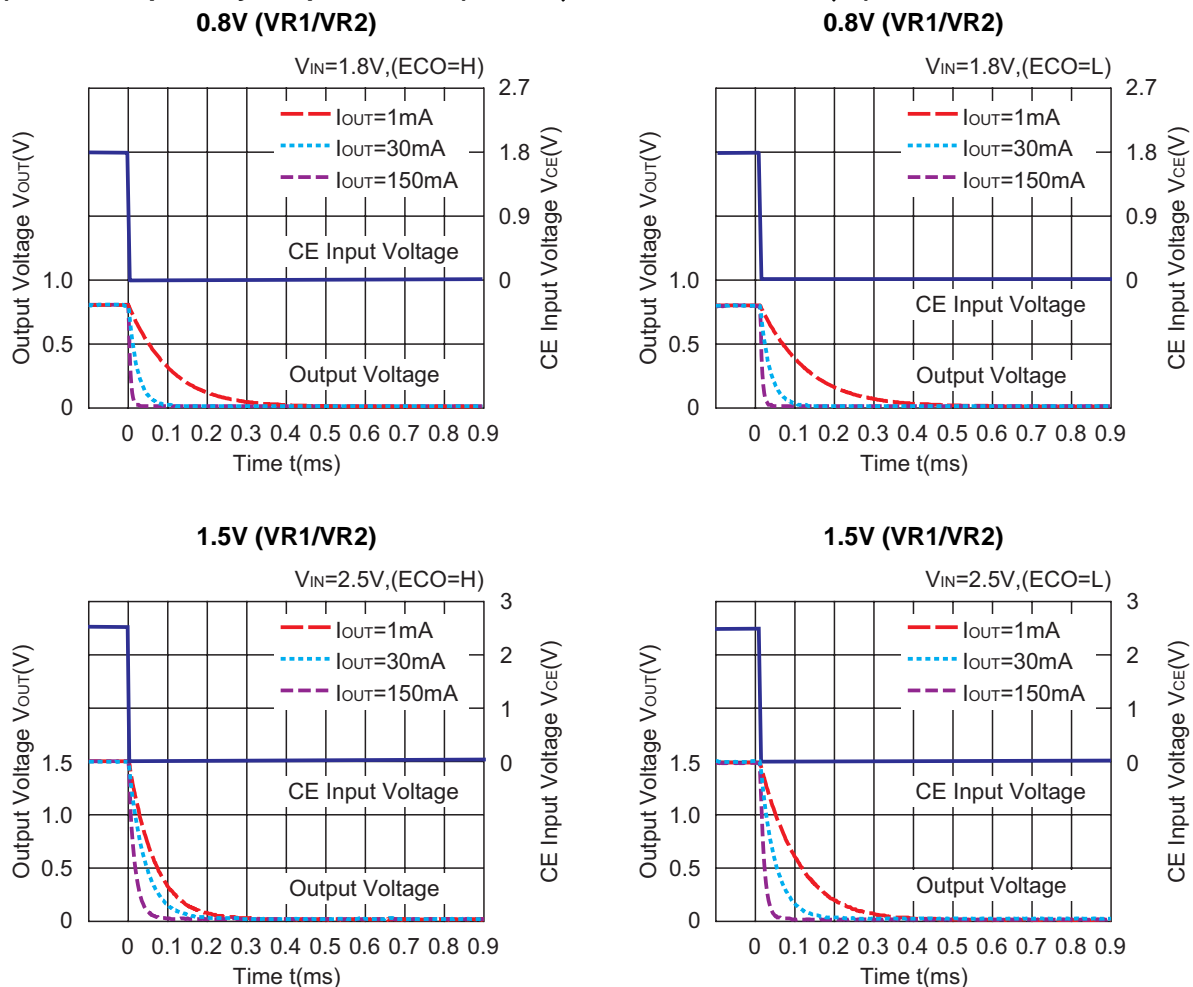 0.8V (VR1/VR2)
VIN=1.8V,(ECO=H)
2.7
IOUT=1mA
1.8
IOUT=30mA
IOUT=150mA
0.9
CE Input Voltage
1.0
0
0.5
Output Voltage
0
0 0.1 0.2 0.3 0.4 0.5 0.6 0.7 0.8 0.9
Time t(ms)
Output Voltage VOUT(V)
CE Input Voltage VCE(V)
0.8V (VR1/VR2)
VIN=1.8V,(ECO=L)
2.7
IOUT=1mA
1.8
IOUT=30mA
IOUT=150mA
0.9
1.0
0
CE Input Voltage
0.5
Output Voltage
0
0 0.1 0.2 0.3 0.4 0.5 0.6 0.7 0.8 0.9
Time t(ms)
Output Voltage VOUT(V)
CE Input Voltage VCE(V)
1.5V (VR1/VR2)
VIN=2.5V,(ECO=H)
3
IOUT=1mA
2
IOUT=30mA
IOUT=150mA
1
1.5
0
CE Input Voltage
1.0
0.5
Output Voltage
0
0 0.1 0.2 0.3 0.4 0.5 0.6 0.7 0.8 0.9
Time t(ms)
Output Voltage VOUT(V)
CE Input Voltage VCE(V)
1.5V (VR1/VR2)
VIN=2.5V,(ECO=L)
3
IOUT=1mA
2
IOUT=30mA
IOUT=150mA
1
1.5
0
CE Input Voltage
1.0
0.5
Output Voltage
0
0 0.1 0.2 0.3 0.4 0.5 0.6 0.7 0.8 0.9
Time t(ms)
Output Voltage VOUT(V)
CE Input Voltage VCE(V)